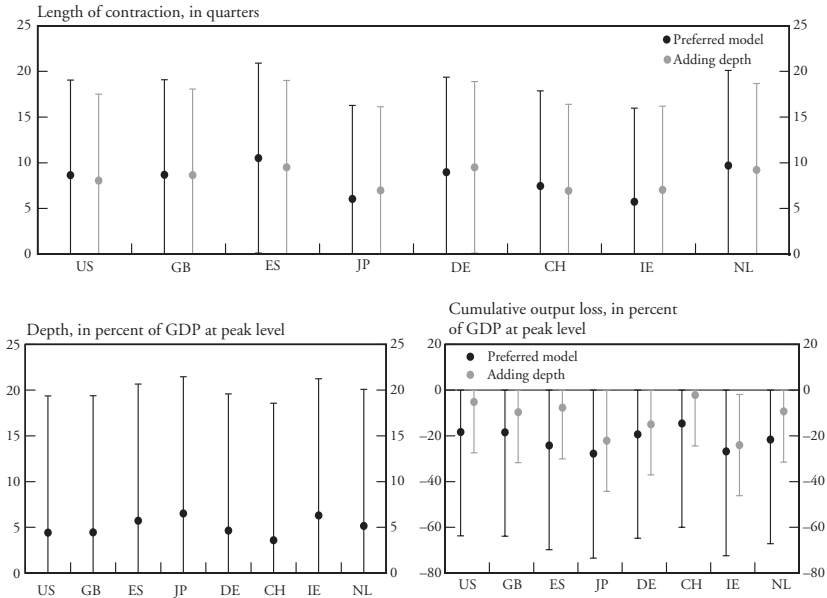 Length of contraction, in quarters
25 25
Preferred model
Adding depth
20 20
15 15
10 10
5 5
0 0
US GB ES JP DE CH IE NL
Depth, in percent of GDP at peak level
25 25
20 20
15 15
10 10
5 5
0 0
US GB ES JP DE CH IE NL
Cumulative output loss, in percent
of GDP at peak level
20 20
Preferred model
Adding depth
0 0
–20 –20
–40 –40
–60 –60
–80 –80
US GB ES JP DE CH IE NL